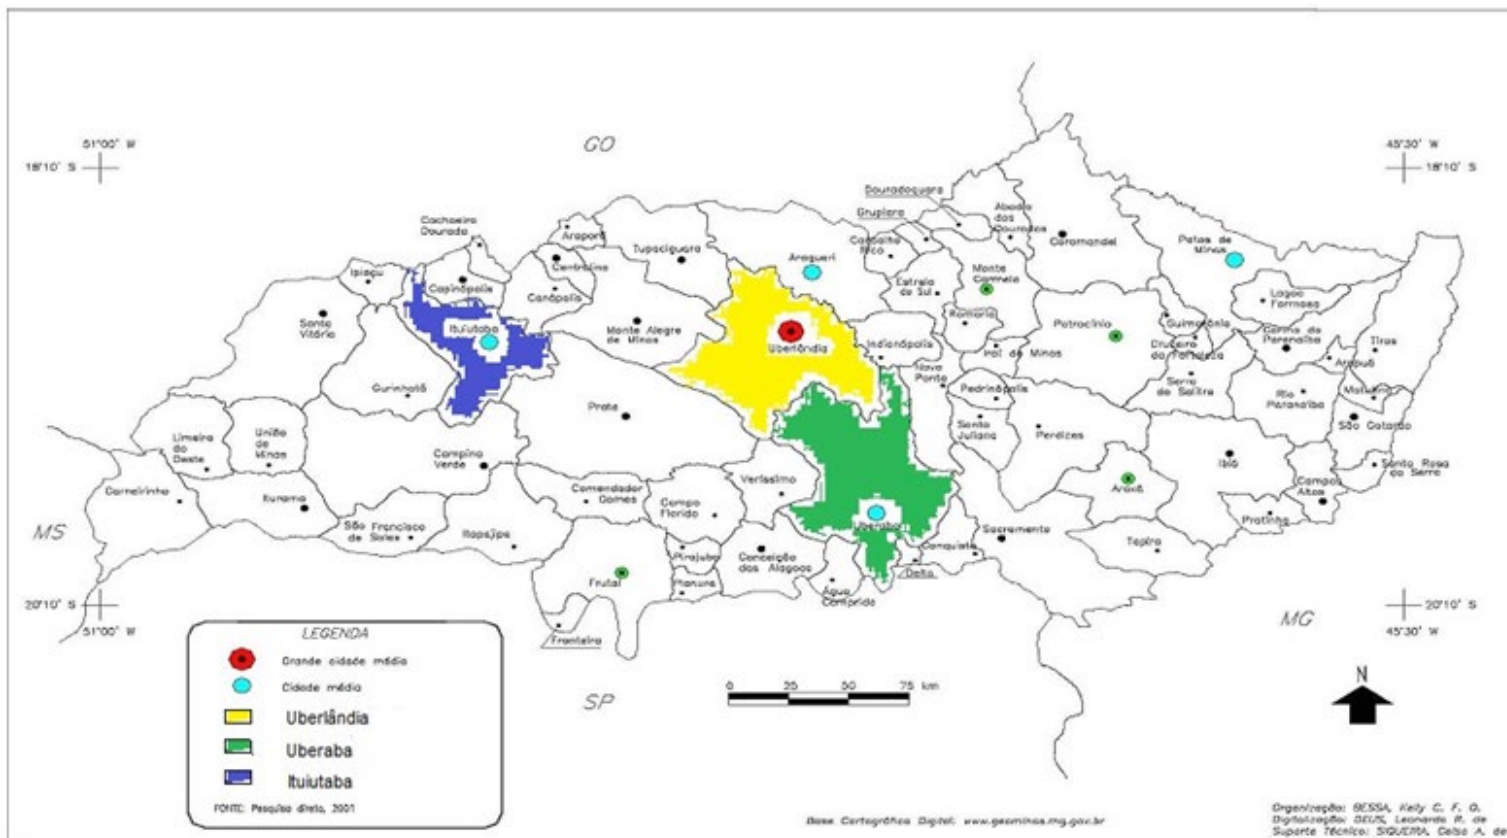 51°00' W
18°10' S
GO
45°30' W
18°10' S
Douradoquara
Grupiara
Abadia
dos
Dourados
Cachoeira
Dourada
Araporã
Tupaciguara
Araguari
Coromandel
Patos de
Minas
Ipiaçu
Capinópolis
Centralina
Canápolis
Estrela
do Sul
Monte
Carmelo
Lagoa
Formosa
Santa
Vitória
Ituiutaba
Monte Alegre
de Minas
Uberlândia
Indianópolis
Romaria
Iraí de Minas
Patrocínio
Guimarânia
Cruzeiro
da Fortaleza
Carmo do
Paranaíba
Tiros
Arapuá
Gurinhatã
Prata
Nova
Ponte
Pedrinópolis
Serra
do Salitre
Rio
Paranaíba
Santa
Juliana
Perdizes
São Gotardo
Limeira
do
Oeste
União
de
Minas
Campina
Verde
Veríssimo
Ibiá
Santa Rosa
da Serra
Campos
Altos
Araxá
Carneirinho
Iturama
Comendador
Gomes
Campo
Florido
Uberaba
Pratinha
MS
São Francisco
de Sales
Itapajipe
Pirajuba
Conceição
das Alagoas
Conquista
Sacramento
Tapira
Frutal
Planura
Água
Comprida
Delta
20°10' S
51°00' W
Fronteira
MG
20°10' S
45°30' W
LEGENDA
Grande cidade média
Cidade média
Uberlândia
Uberaba
Ituiutaba
FONTE: Pesquisa direta, 2001
SP
0 25 50 75 km
N
Base Cartográfica Digital: www.geominas.mg.gov.br
Organização: BESSA, Kelly C. F. O.
Digitalização: DEUS, Leonardo R. de
Suporte Técnico: SIQUEIRA, Celso A. de